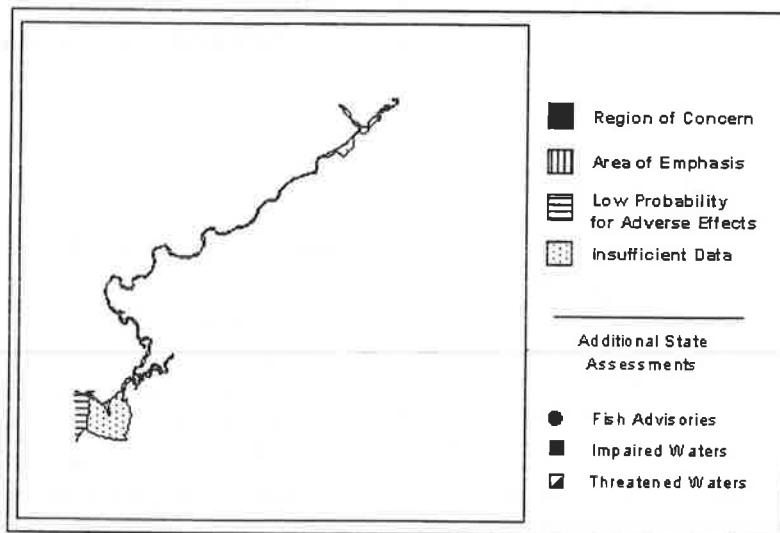 Region of Concern
Area of Emphasis
Low Probability
for Adverse Effects
Insufficient Data
Additional State
Assessments
Fish Advisories
Impaired Waters
Threatened Waters